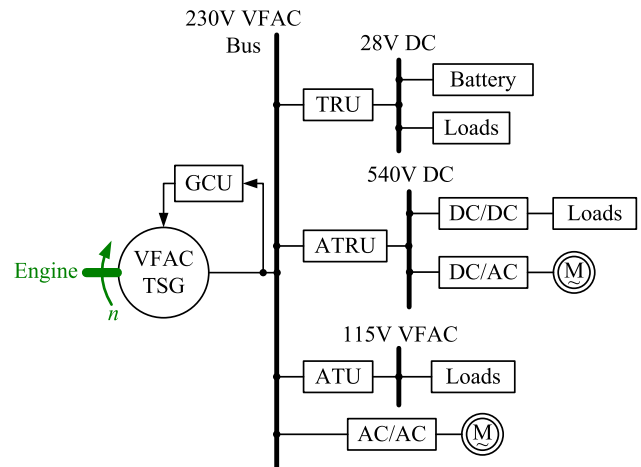 230V VFAC
Bus
28V DC
TRU
Battery
Loads
GCU
540V DC
Engine
n
VFAC
TSG
ATRU
DC/DC
Loads
DC/AC
M
~
115V VFAC
ATU
Loads
AC/AC
M
~